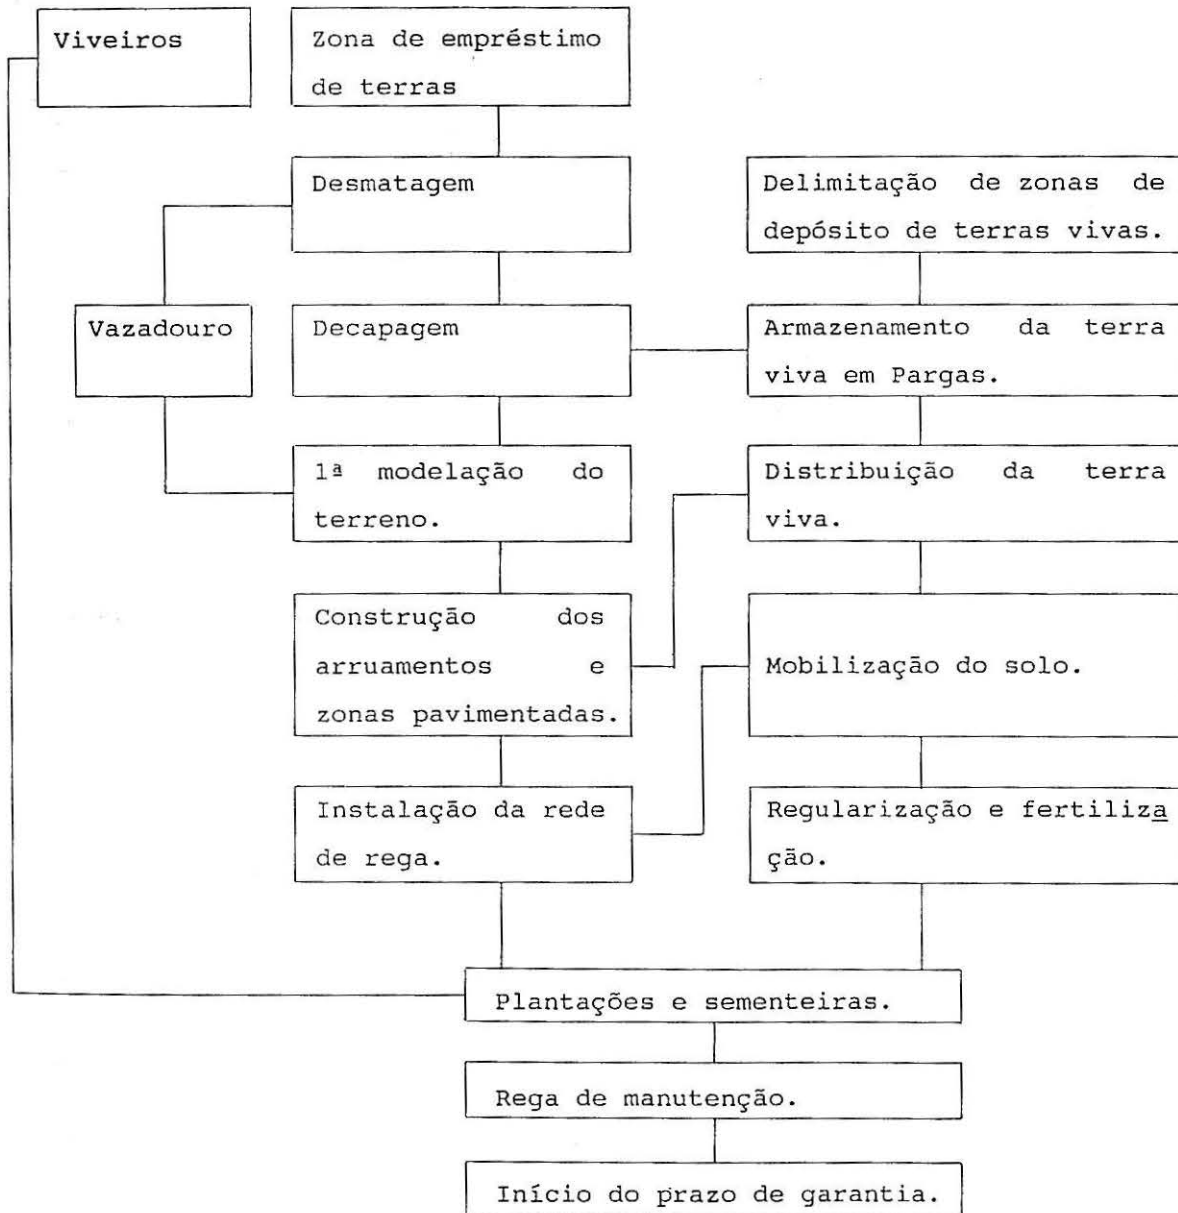 Viveiros
Zona de empréstimo
de terras
Desmatagem
Delimitação de zonas de
depósito de terras vivas.
Vazadouro
Decapagem
Armazenamento da terra
viva em Pargas.
1ª modelação do
terreno.
Distribuição da terra
viva.
Construção dos
arruamentos e
zonas pavimentadas.
Mobilização do solo.
Instalação da rede
de rega.
Regularização e fertiliza
ção.
Plantações e sementeiras.
Rega de manutenção.
Início do prazo de garantia.